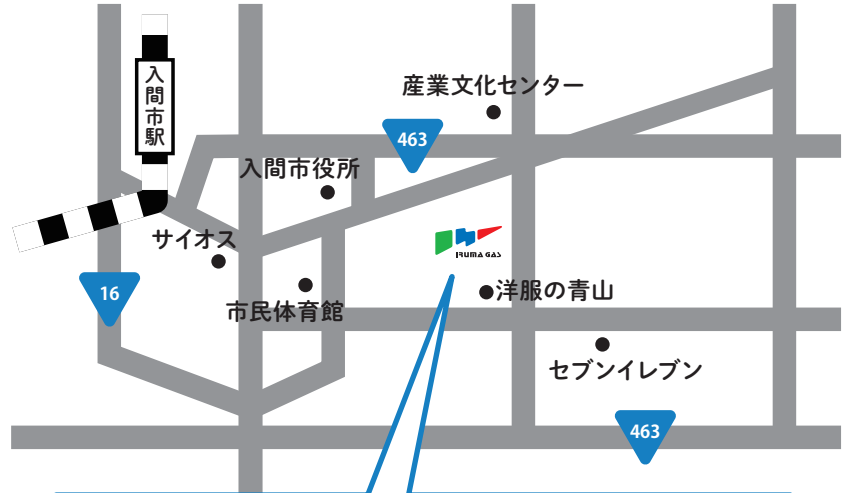 産業文化センター
入間市駅
463
入間市役所
サイオス
IRUMA GAS
16
洋服の青山
市民体育館
セブンイレブン
463